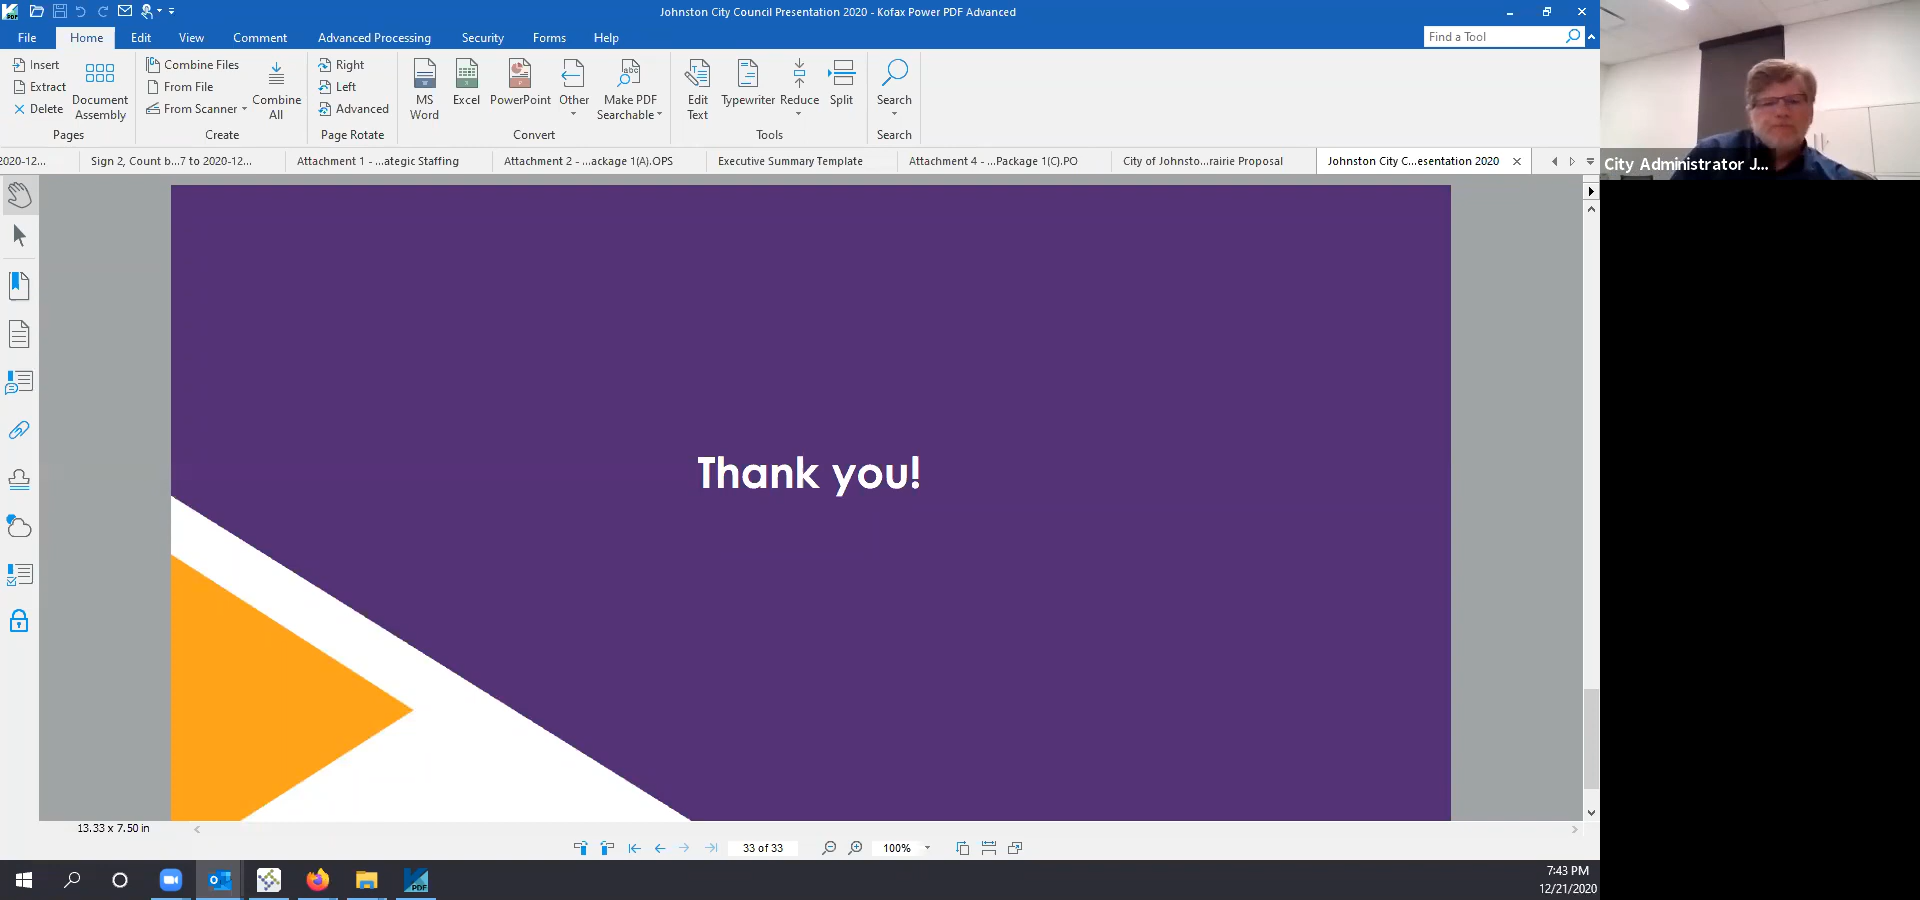 Johnston City Council Presentation 2020 - Kofax Power PDF Advanced
File Home Edit View Comment Advanced Processing Security Forms Help
Find a Tool
Insert
Extract
Delete
Document
Assembly
Pages
Combine Files
From File
From Scanner
Combine
All
Create
Right
Left
Advanced
Page Rotate
MS
Word
Excel
PowerPoint
Other
Make PDF
Searchable
Convert
Edit
Text
Typewriter
Reduce
Split
Tools
Search
Search
2020-12...
Sign 2, Count b...7 to 2020-12...
Attachment 1 - ...ategic Staffing
Attachment 2 - ...ackage 1(A).OPS
Executive Summary Template
Attachment 4 - ...Package 1(C).PO
City of Johnsto...rairie Proposal
Johnston City C...esentation 2020
City Administrator J...
Thank you!
13.33 x 7.50 in
33 of 33
100%
7:43 PM
12/21/2020